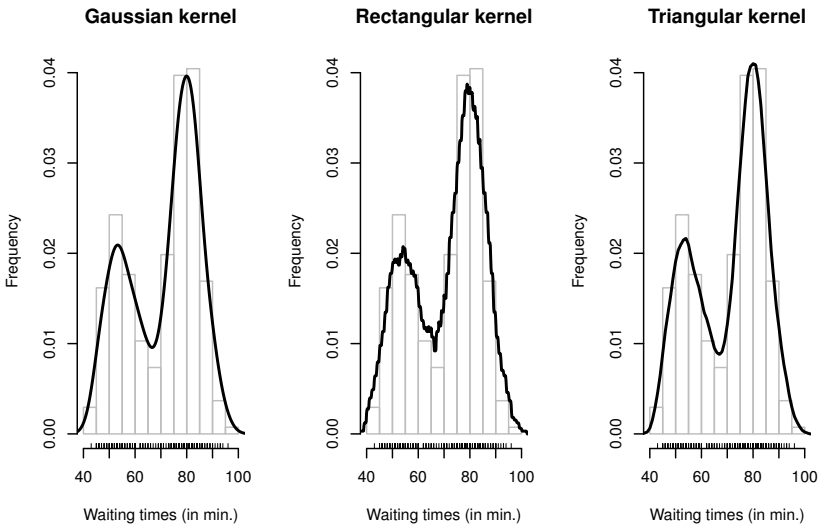 Gaussian kernel
0.04
0.03
0.02
0.01
0.00
Frequency
40 60 80 100
Waiting times (in min.)
Rectangular kernel
0.04
0.03
0.02
0.01
0.00
Frequency
40 60 80 100
Waiting times (in min.)
Triangular kernel
0.04
0.03
0.02
0.01
0.00
Frequency
40 60 80 100
Waiting times (in min.)